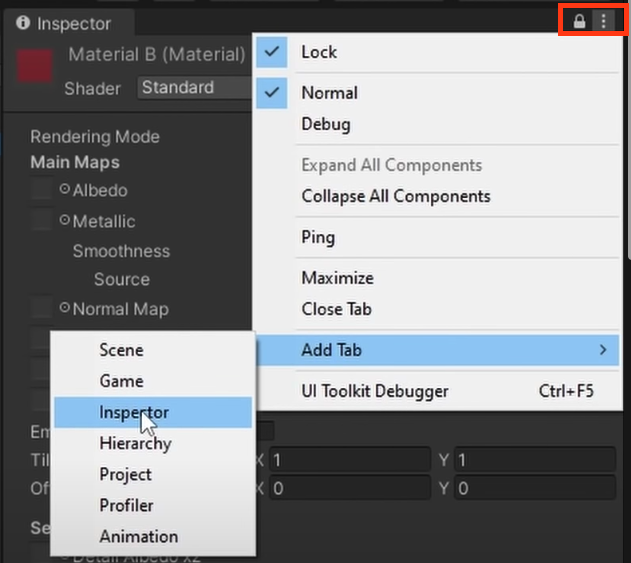 Inspector
Material B (Material)
Shader Standard
Lock
Normal
Debug
Expand All Components
Collapse All Components
Ping
Maximize
Close Tab
Add Tab
UI Toolkit Debugger Ctrl+F5
Rendering Mode
Main Maps
Albedo
Metallic
Smoothness
Source
Normal Map
Scene
Game
Inspector
Hierarchy
Project
Profiler
Animation
Em
Til X 1 Y 1
Of X 0 Y 0
Se
Detail Albedo x2